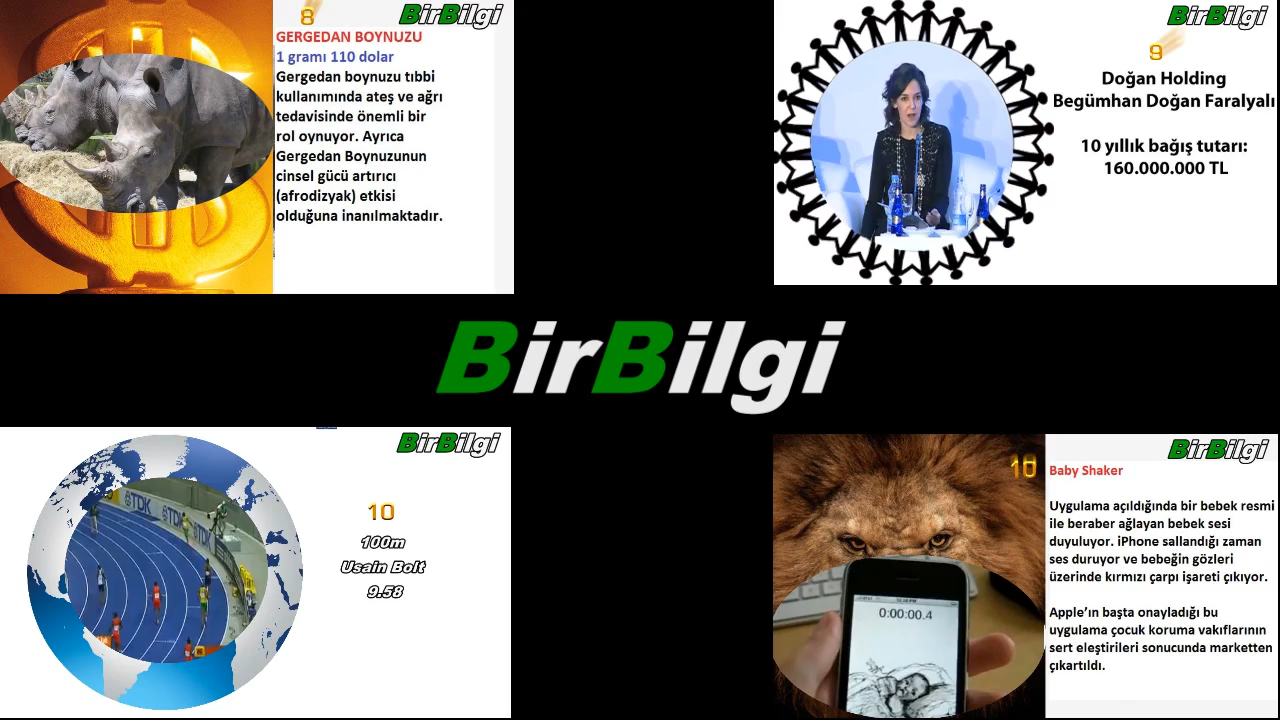 8
BirBilgi
GERGEDAN BOYNUZU
1 gramı 110 dolar
Gergedan boynuzu tıbbi
kullanımında ateş ve ağrı
tedavisinde önemli bir
rol oynuyor. Ayrıca
Gergedan Boynuzunun
cinsel gücü artırıcı
(afrodizyak) etkisi
olduğuna inanılmaktadır.
BirBilgi
9
Doğan Holding
Begümhan Doğan Faralyalı
10 yıllık bağış tutarı:
160.000.000 TL
BirBilgi
BirBilgi
TDK
TDK
10
100m
Usain Bolt
9.58
BirBilgi
10
Baby Shaker
Uygulama açıldığında bir bebek resmi
ile beraber ağlayan bebek sesi
duyuluyor. iPhone sallandığı zaman
ses duruyor ve bebeğin gözleri
üzerinde kırmızı çarpı işareti çıkıyor.
Apple’ın başta onayladığı bu
uygulama çocuk koruma vakıflarının
sert eleştirileri sonucunda marketten
çıkartıldı.
0:00:00.4